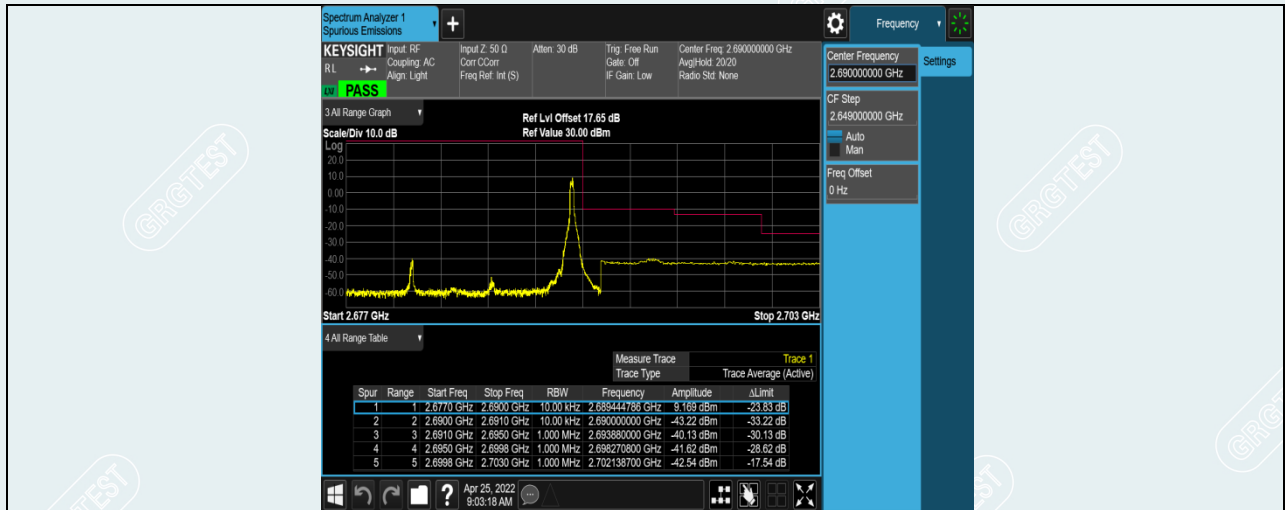 Spectrum Analyzer 1
Spurious Emissions
Frequency
KEYSIGHT Input: RF Input Z: 50 Ω Atten: 30 dB Trig: Free Run Center Freq: 2.690000000 GHz
RL Coupling: AC Corr CCorr Gate: Off Avg|Hold: 20/20
Align: Light Freq Ref: Int (S) IF Gain: Low Radio Std: None
PASS
Center Frequency
2.690000000 GHz
Settings
CF Step
2.649000000 GHz
Auto
Man
Freq Offset
0 Hz
3 All Range Graph
Ref Lvl Offset 17.65 dB
Scale/Div 10.0 dB Ref Value 30.00 dBm
Log
20.0
10.0
0.00
-10.0
-20.0
-30.0
-40.0
-50.0
-60.0
Start 2.677 GHz Stop 2.703 GHz
4 All Range Table
Measure Trace Trace 1
Trace Type Trace Average (Active)
Spur Range Start Freq Stop Freq RBW Frequency Amplitude ΔLimit
1 1 2.6770 GHz 2.6900 GHz 10.00 kHz 2.689444786 GHz 9.169 dBm -23.83 dB
2 2 2.6900 GHz 2.6910 GHz 10.00 kHz 2.690000000 GHz -43.22 dBm -33.22 dB
3 3 2.6910 GHz 2.6950 GHz 1.000 MHz 2.693880000 GHz -40.13 dBm -30.13 dB
4 4 2.6950 GHz 2.6998 GHz 1.000 MHz 2.698270800 GHz -41.62 dBm -28.62 dB
5 5 2.6998 GHz 2.7030 GHz 1.000 MHz 2.702138700 GHz -42.54 dBm -17.54 dB
Apr 25, 2022
9:03:18 AM
GRGTEST
GRGTEST
GRGTEST
GRGTEST